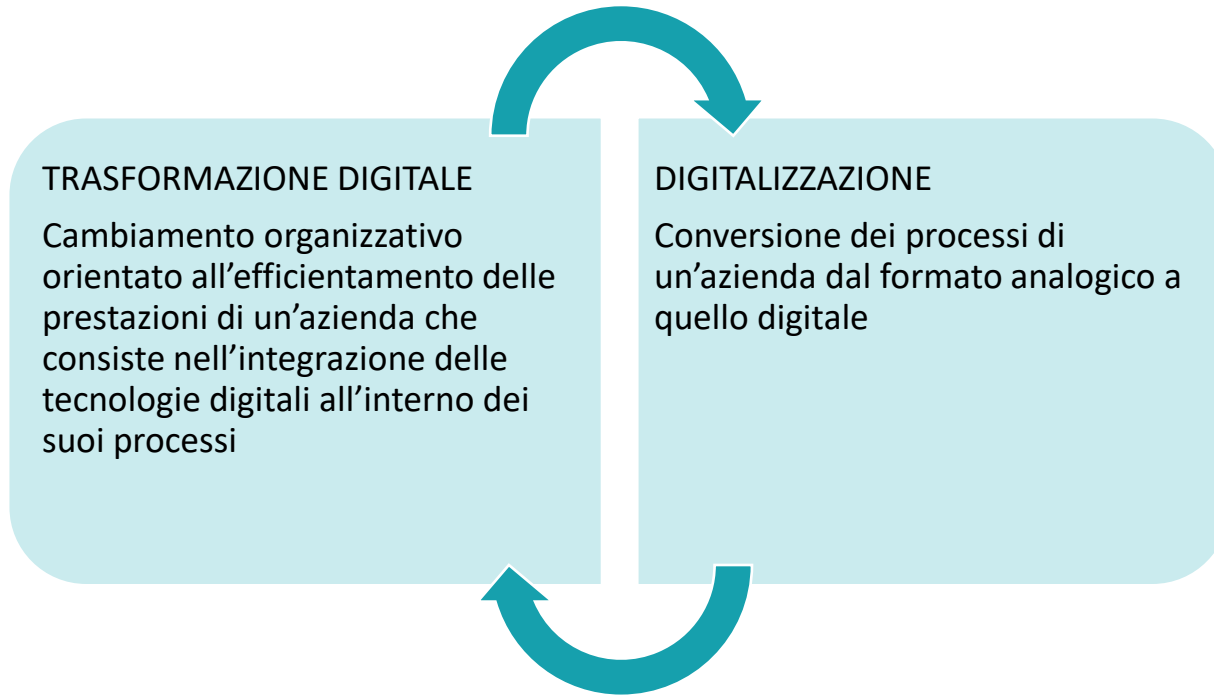 TRASFORMAZIONE DIGITALE
Cambiamento organizzativo
orientato all’efficientamento delle
prestazioni di un’azienda che
consiste nell’integrazione delle
tecnologie digitali all’interno dei
suoi processi
DIGITALIZZAZIONE
Conversione dei processi di
un’azienda dal formato analogico a
quello digitale